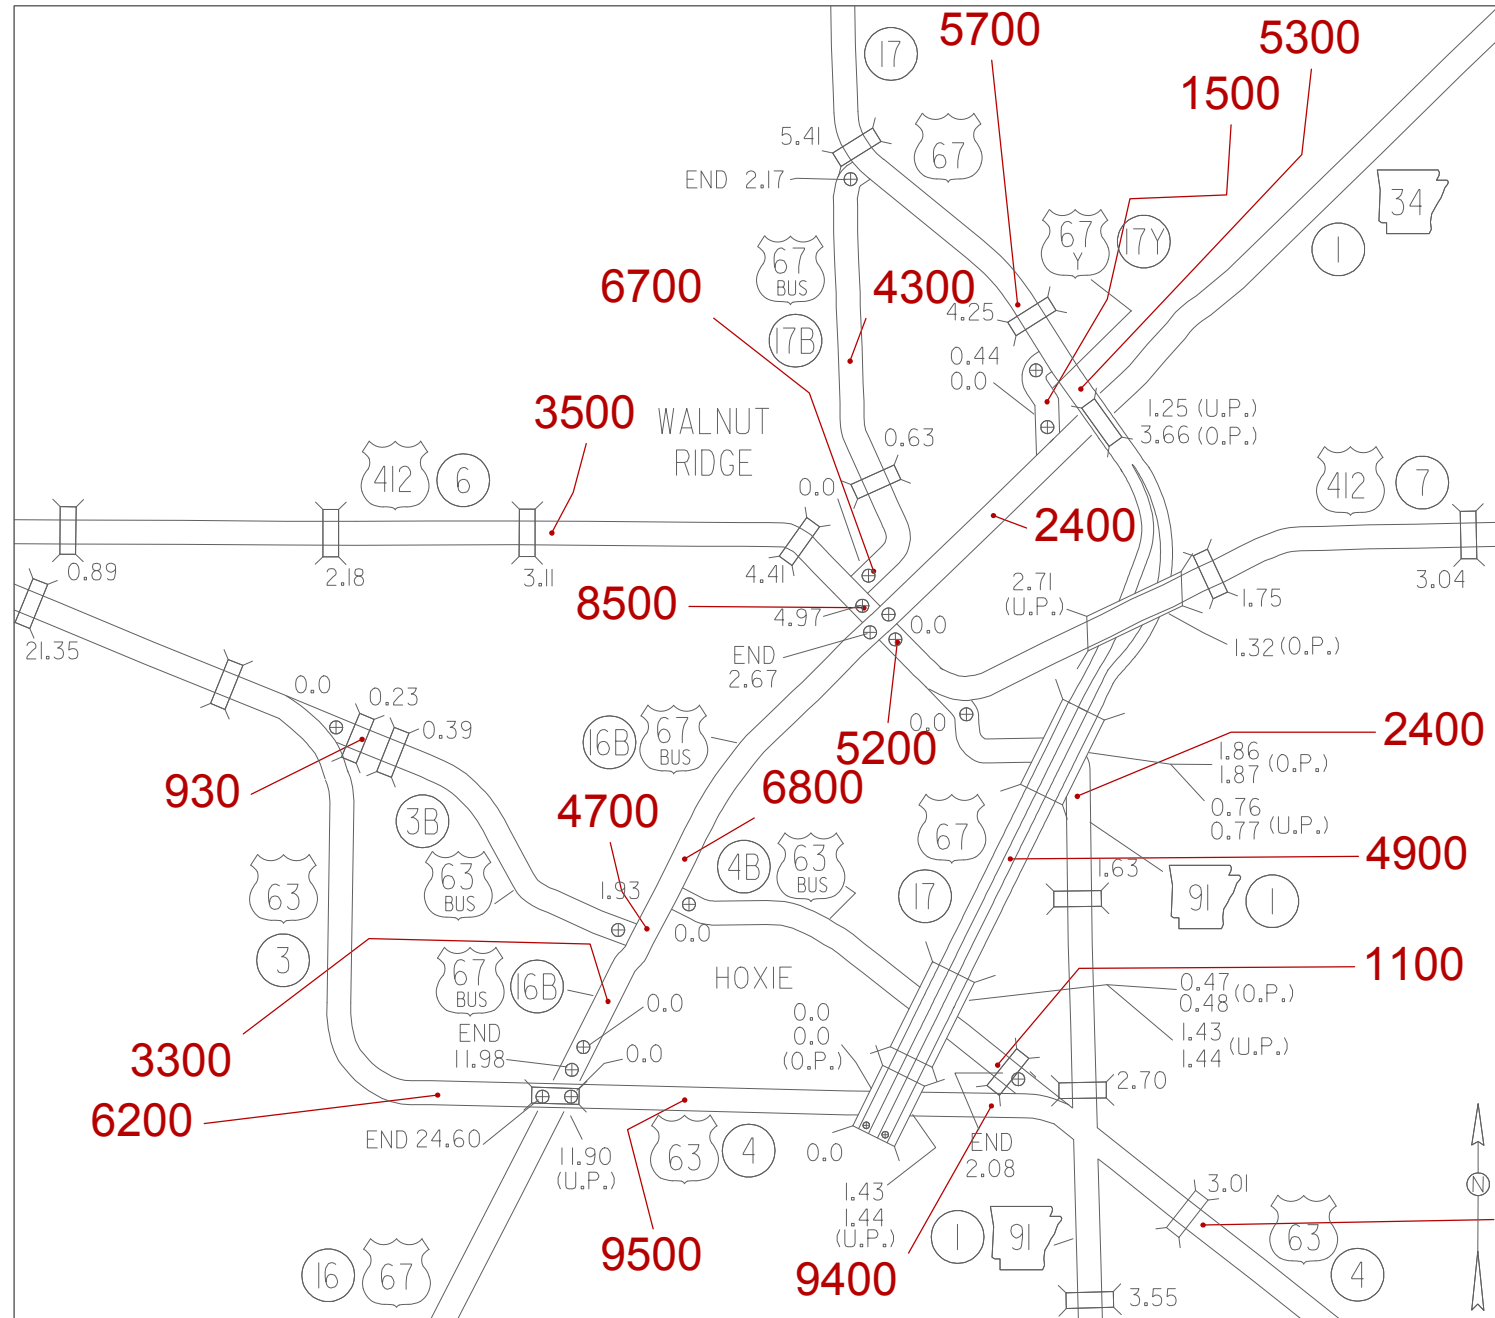 5700
5300
17
1500
5.41
67
END 2.17
34
67
Y
17Y
1
67
BUS
6700
4300
4.25
17B
0.44
0.0
3500
WALNUT
RIDGE
1.25 (U.P.)
3.66 (O.P.)
0.63
412
6
412
7
0.0
2400
0.89
2.18
3.11
4.41
2.71
(U.P.)
3.04
8500
4.97
1.75
0.0
21.35
END
2.67
1.32 (O.P.)
0.0
0.23
0.39
16B
67
BUS
0.0
5200
2400
1.86
1.87
(O.P.)
930
6800
0.76
0.77
(U.P.)
3B
4700
67
4900
63
BUS
4B
63
BUS
63
1.93
17
1.63
91
1
3
0.0
67
BUS
16B
HOXIE
1100
0.47
0.48
(O.P.)
0.0
0.0
0.0
(O.P.)
END
11.98
0.0
1.43
1.44
(U.P.)
3300
2.70
6200
END 24.60
11.90
(U.P.)
63
4
0.0
END
2.08
1.43
1.44
(U.P.)
3.01
1
91
63
4
9500
9400
16
67
3.55
N